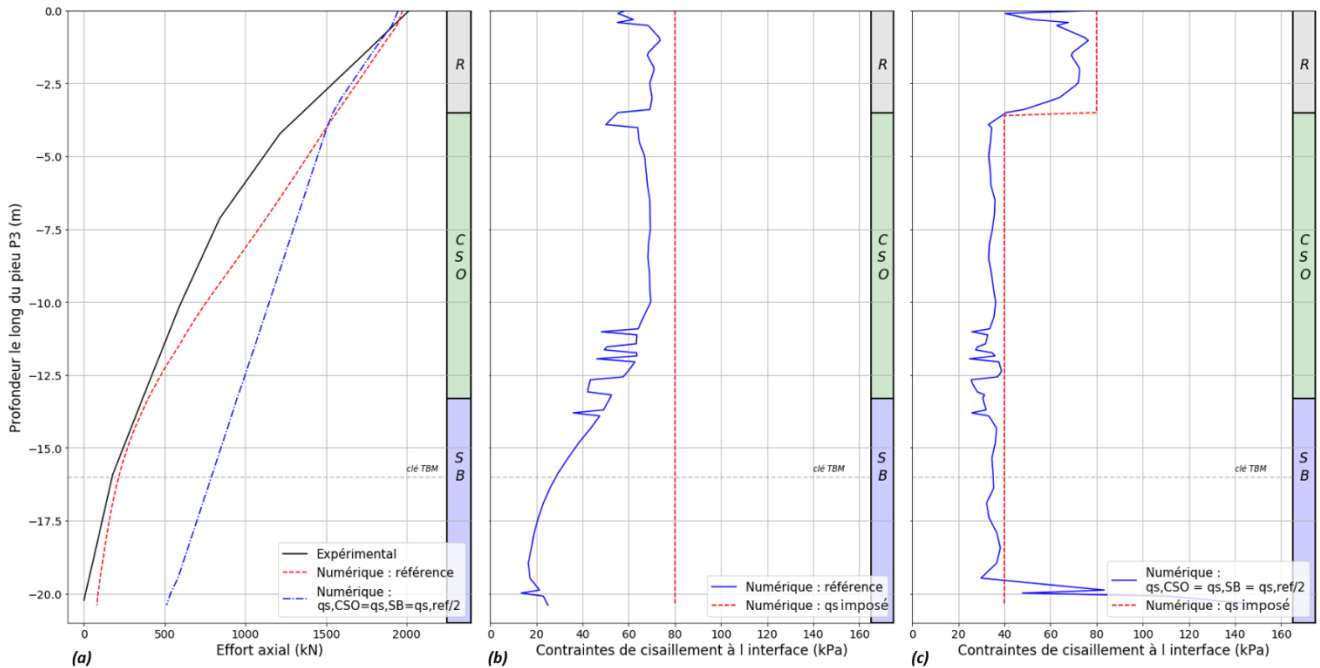 Profondeur le long du pieu P3 (m)
0.0
−2.5
−5.0
−7.5
−10.0
−12.5
−15.0
−17.5
−20.0
R
C
S
O
S
B
clé TBM
Expérimental
Numérique : référence
Numérique :
qs,CSO=qs,SB=qs,ref/2
0
500
1000
1500
2000
(a)
Effort axial (kN)
R
C
S
O
S
B
clé TBM
Numérique : référence
Numérique : qs imposé
0
20
40
60
80
100
120
140
160
(b)
Contraintes de cisaillement à l interface (kPa)
R
C
S
O
S
B
clé TBM
Numérique :
qs,CSO = qs,SB = qs,ref/2
Numérique : qs imposé
0
20
40
60
80
100
120
140
160
(c)
Contraintes de cisaillement à l interface (kPa)